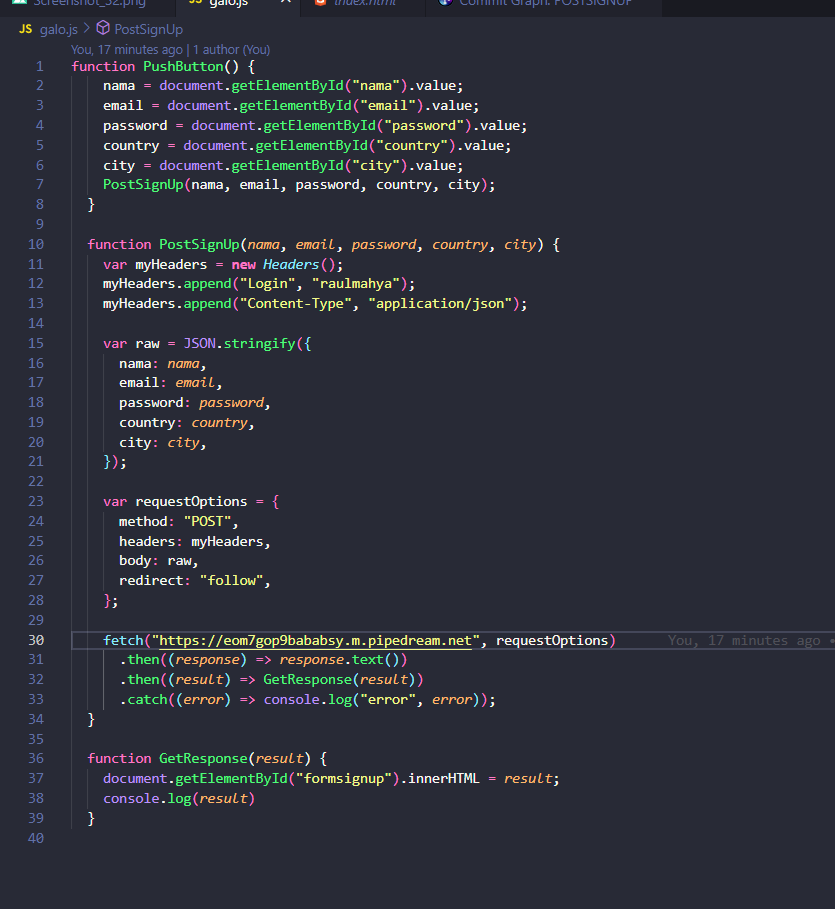 Screenshot_32.png galo.js index.html Commit Graph: POSTSIGNUP
JS galo.js > PostSignUp
You, 17 minutes ago | 1 author (You)
1 function PushButton() {
2 nama = document.getElementById("nama").value;
3 email = document.getElementById("email").value;
4 password = document.getElementById("password").value;
5 country = document.getElementById("country").value;
6 city = document.getElementById("city").value;
7 PostSignUp(nama, email, password, country, city);
8 }
9
10 function PostSignUp(nama, email, password, country, city) {
11 var myHeaders = new Headers();
12 myHeaders.append("Login", "raulmahya");
13 myHeaders.append("Content-Type", "application/json");
14
15 var raw = JSON.stringify({
16 nama: nama,
17 email: email,
18 password: password,
19 country: country,
20 city: city,
21 });
22
23 var requestOptions = {
24 method: "POST",
25 headers: myHeaders,
26 body: raw,
27 redirect: "follow",
28 };
29
30 fetch("https://eom7gop9bababsy.m.pipedream.net", requestOptions) You, 17 minutes ago •
31 .then((response) => response.text())
32 .then((result) => GetResponse(result))
33 .catch((error) => console.log("error", error));
34 }
35
36 function GetResponse(result) {
37 document.getElementById("formsignup").innerHTML = result;
38 console.log(result)
39 }
40